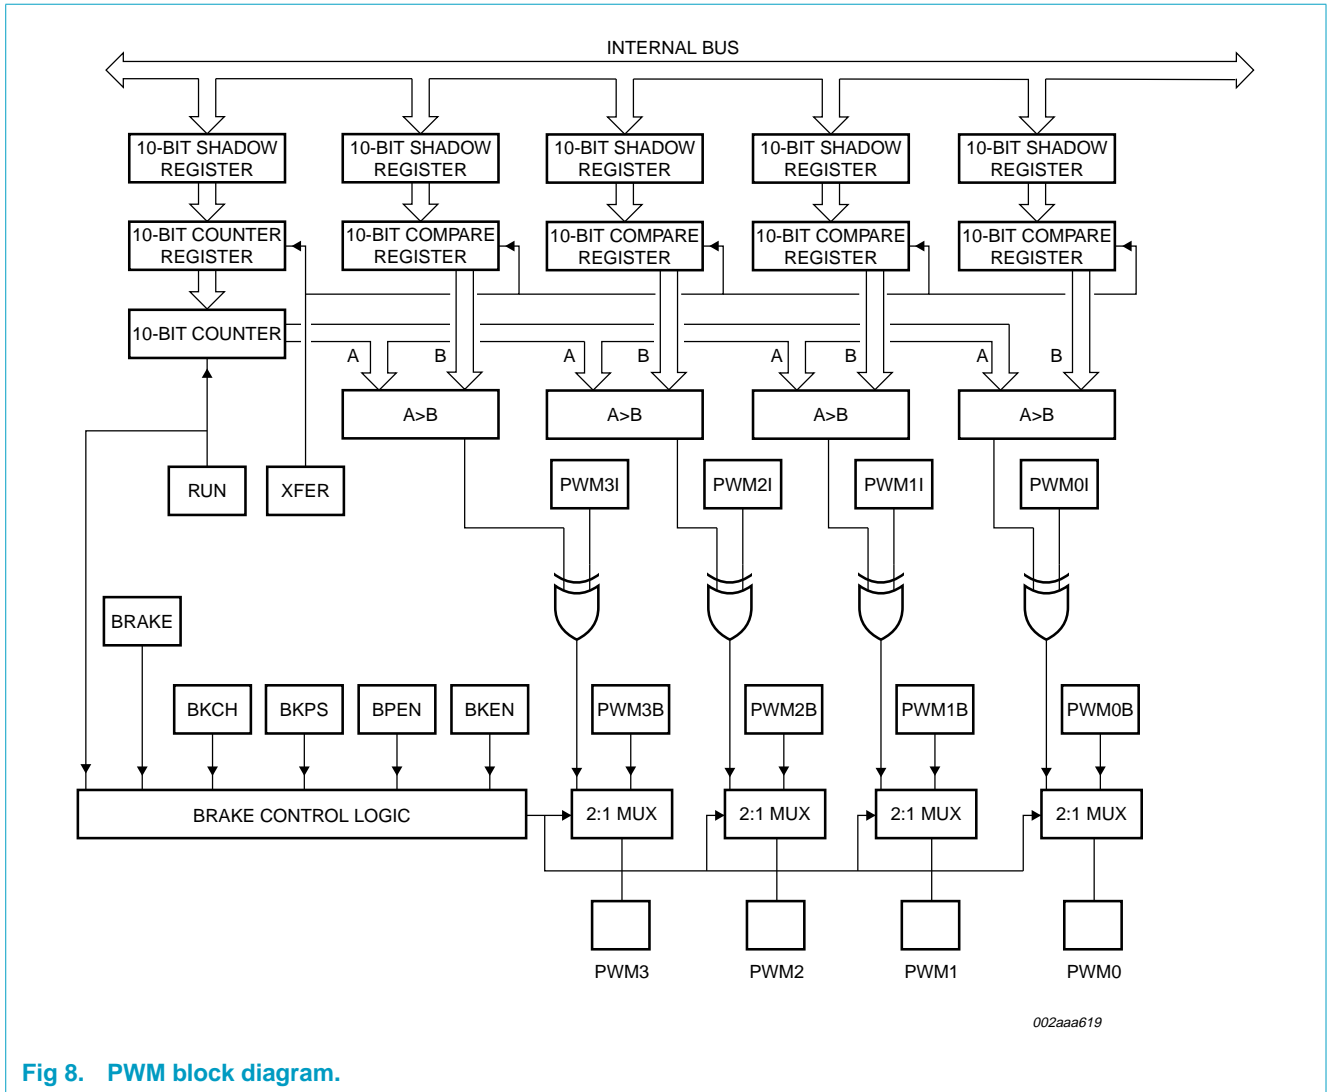 INTERNAL BUS
10-BIT SHADOW
REGISTER
10-BIT SHADOW
REGISTER
10-BIT SHADOW
REGISTER
10-BIT SHADOW
REGISTER
10-BIT SHADOW
REGISTER
10-BIT COUNTER
REGISTER
10-BIT COMPARE
REGISTER
10-BIT COMPARE
REGISTER
10-BIT COMPARE
REGISTER
10-BIT COMPARE
REGISTER
10-BIT COUNTER
A
B
A
B
A
B
A
B
A>B
A>B
A>B
A>B
RUN
XFER
PWM3I
PWM2I
PWM1I
PWM0I
BRAKE
BKCH
BKPS
BPEN
BKEN
PWM3B
PWM2B
PWM1B
PWM0B
BRAKE CONTROL LOGIC
2:1 MUX
2:1 MUX
2:1 MUX
2:1 MUX
PWM3
PWM2
PWM1
PWM0
002aaa619
Fig 8. PWM block diagram.